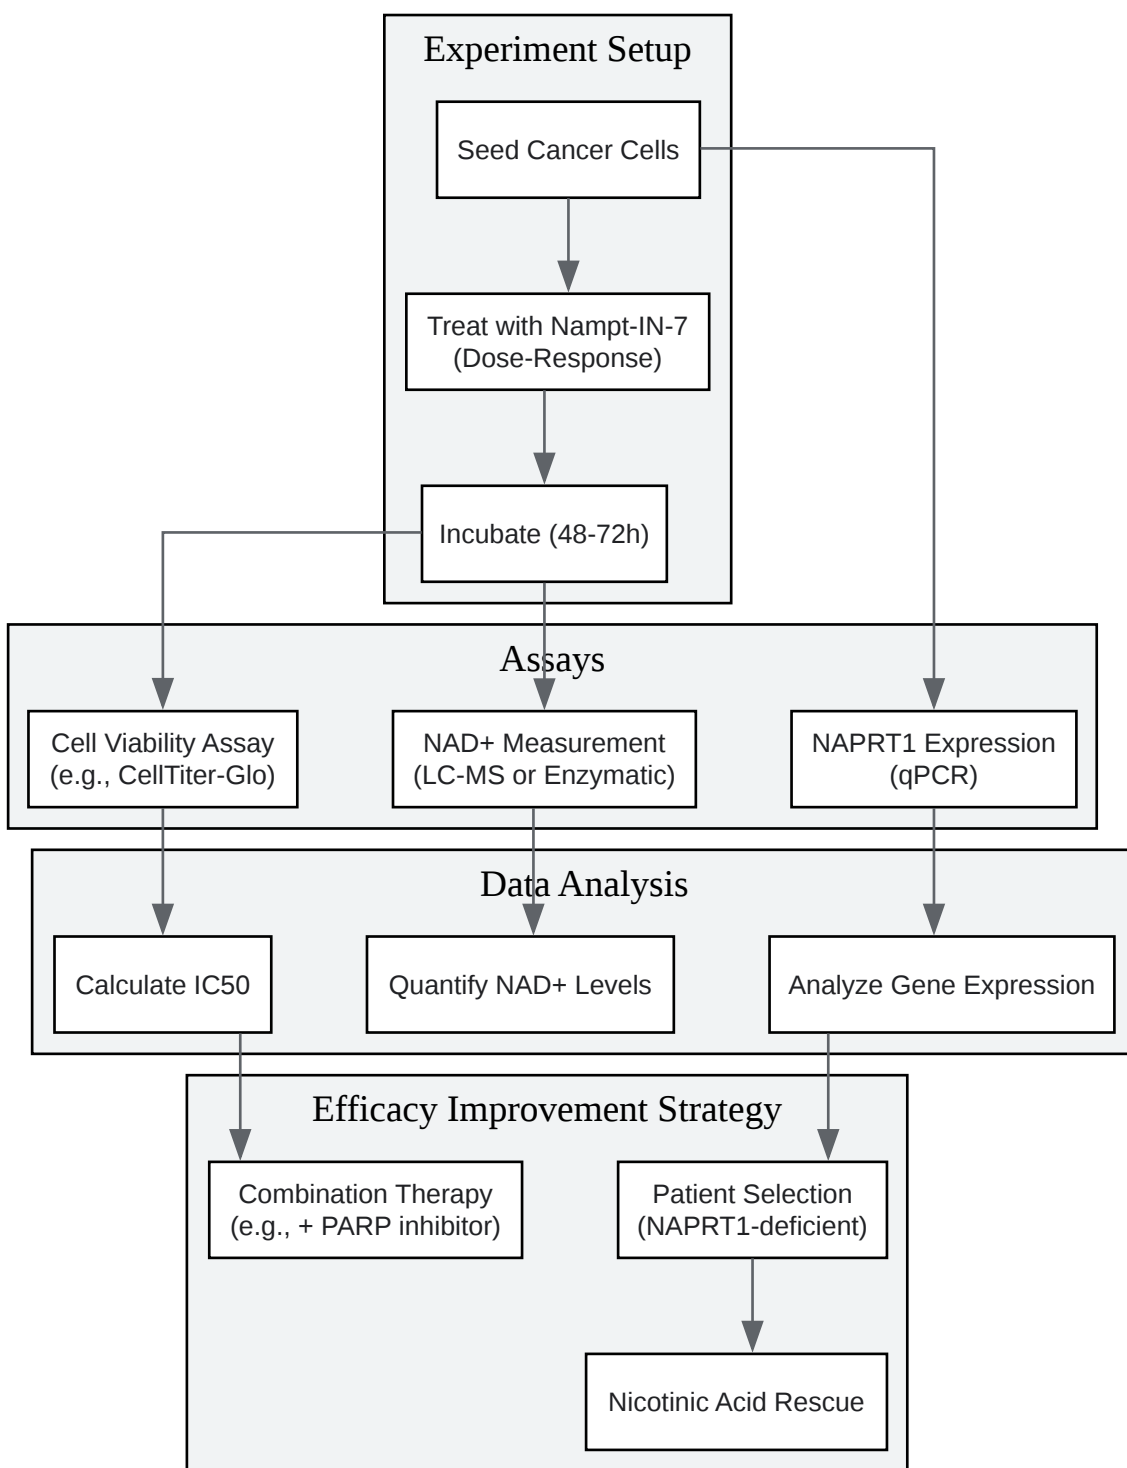 Experiment Setup
Seed Cancer Cells
Treat with Nampt-IN-7
(Dose-Response)
Incubate (48-72h)
Assays
Cell Viability Assay
(e.g., CellTiter-Glo)
NAD+ Measurement
(LC-MS or Enzymatic)
NAPRT1 Expression
(qPCR)
Data Analysis
Calculate IC50
Quantify NAD+ Levels
Analyze Gene Expression
Efficacy Improvement Strategy
Combination Therapy
(e.g., + PARP inhibitor)
Patient Selection
(NAPRT1-deficient)
Nicotinic Acid Rescue